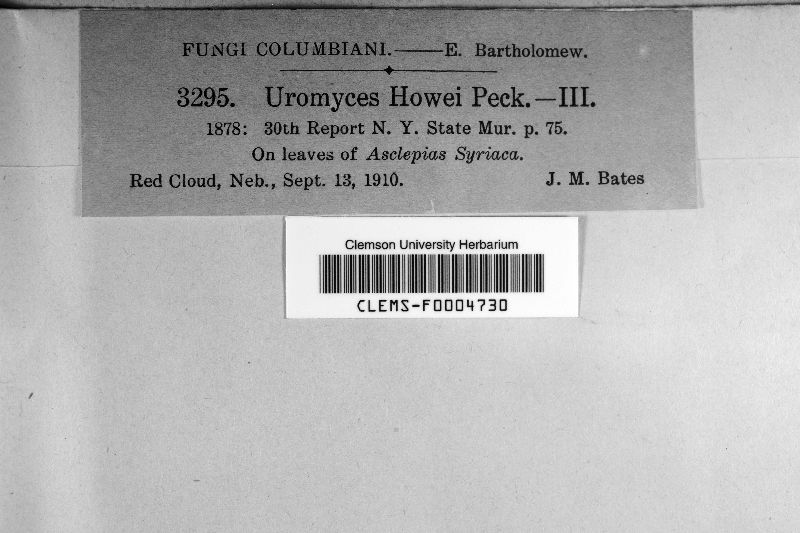 FUNGI COLUMBIANI.——E. Bartholomew.
3295. Uromyces Howei Peck.—III.
1878: 30th Report N. Y. State Mur. p. 75.
On leaves of Asclepias Syriaca.
Red Cloud, Neb., Sept. 13, 1910. J. M. Bates
Clemson University Herbarium
CLEMS-F0004730